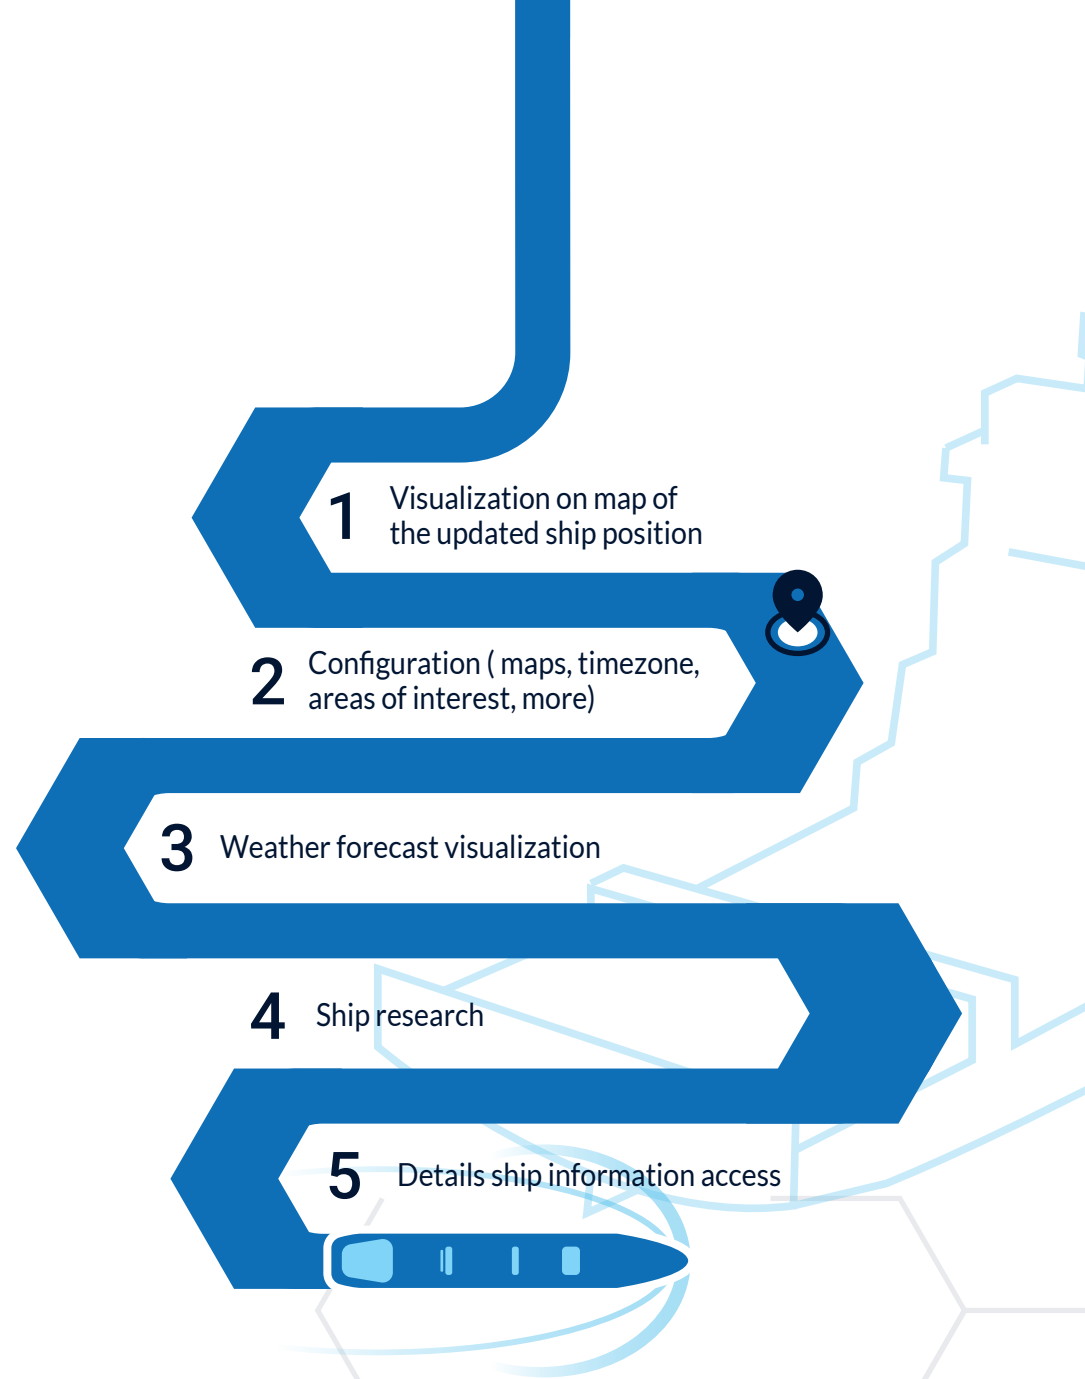 1 Visualization on map of
the updated ship position
2 Configuration ( maps, timezone,
areas of interest, more)
3 Weather forecast visualization
4 Ship research
5 Details ship information access